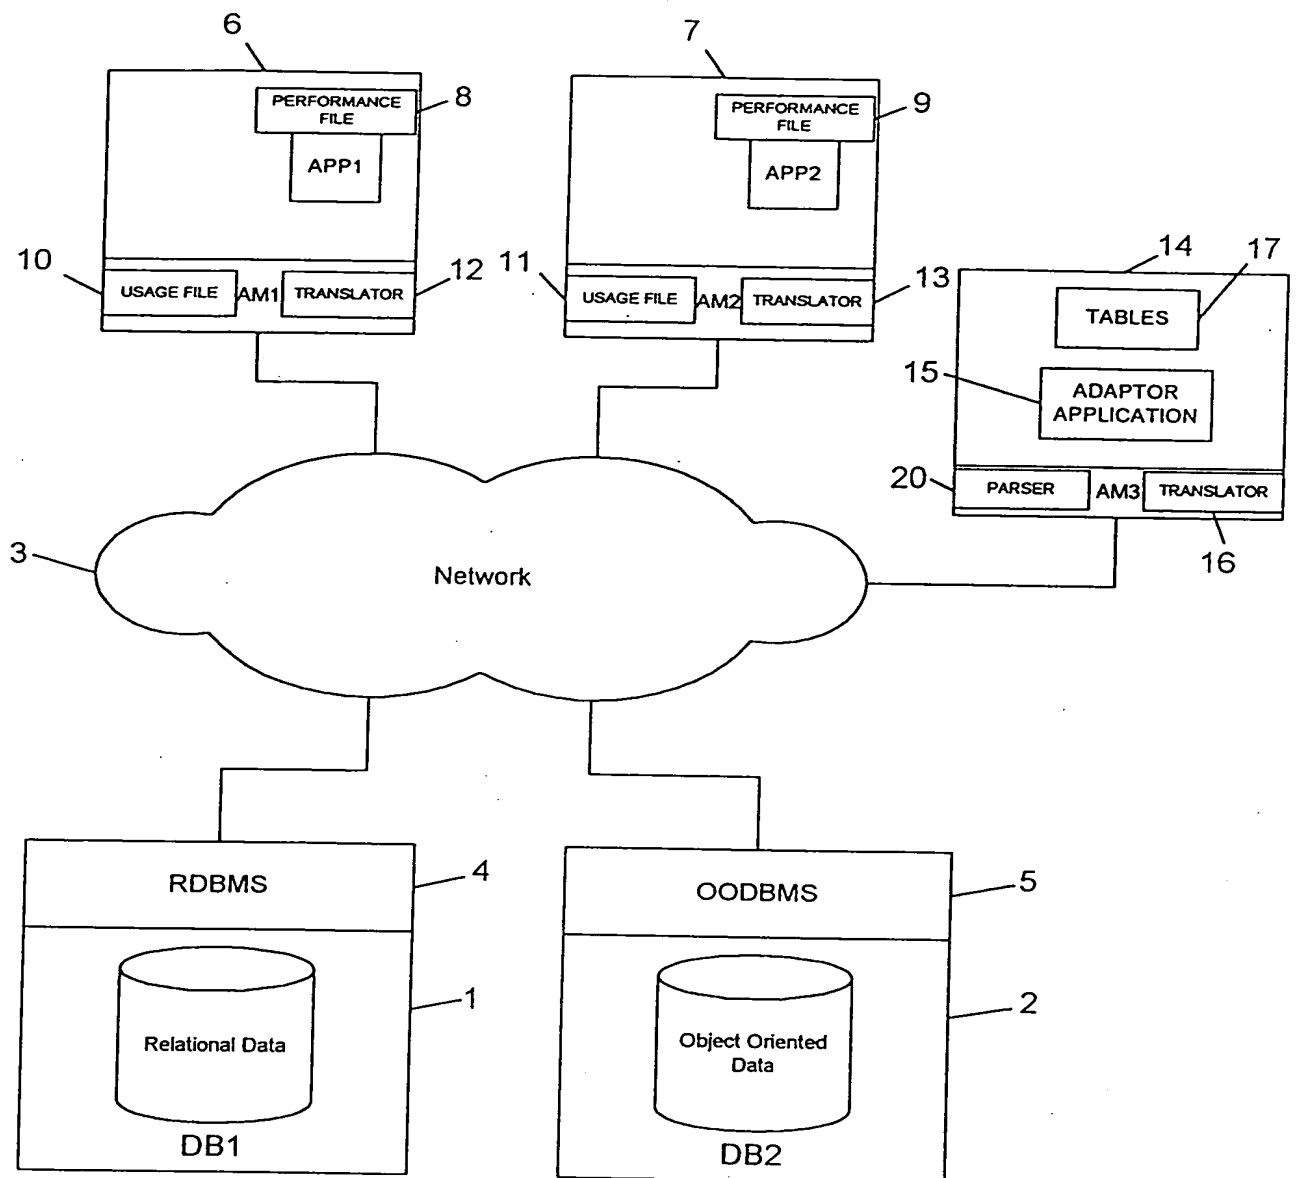 6
7
PERFORMANCE
FILE
8
APP1
PERFORMANCE
FILE
9
APP2
10
USAGE FILE
AM1
TRANSLATOR
12
11
USAGE FILE
AM2
TRANSLATOR
13
14
17
TABLES
15
ADAPTOR
APPLICATION
20
PARSER
AM3
TRANSLATOR
16
3
Network
RDBMS
4
OODBMS
5
Relational Data
1
Object Oriented
Data
2
DB1
DB2